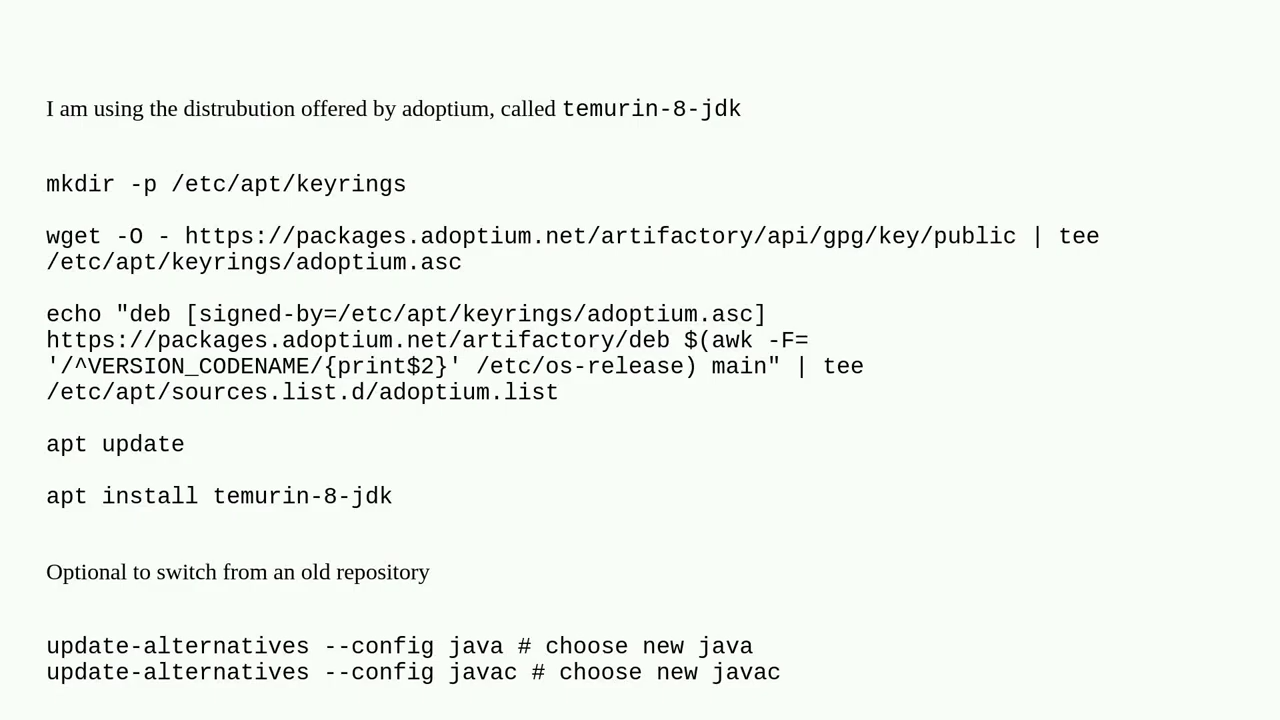 I am using the distrubution offered by adoptium, called temurin-8-jdk
mkdir -p /etc/apt/keyrings
wget -O - https://packages.adoptium.net/artifactory/api/gpg/key/public | tee
/etc/apt/keyrings/adoptium.asc
echo "deb [signed-by=/etc/apt/keyrings/adoptium.asc]
https://packages.adoptium.net/artifactory/deb $(awk -F=
'/^VERSION_CODENAME/{print$2}' /etc/os-release) main" | tee
/etc/apt/sources.list.d/adoptium.list
apt update
apt install temurin-8-jdk
Optional to switch from an old repository
update-alternatives --config java # choose new java
update-alternatives --config javac # choose new javac